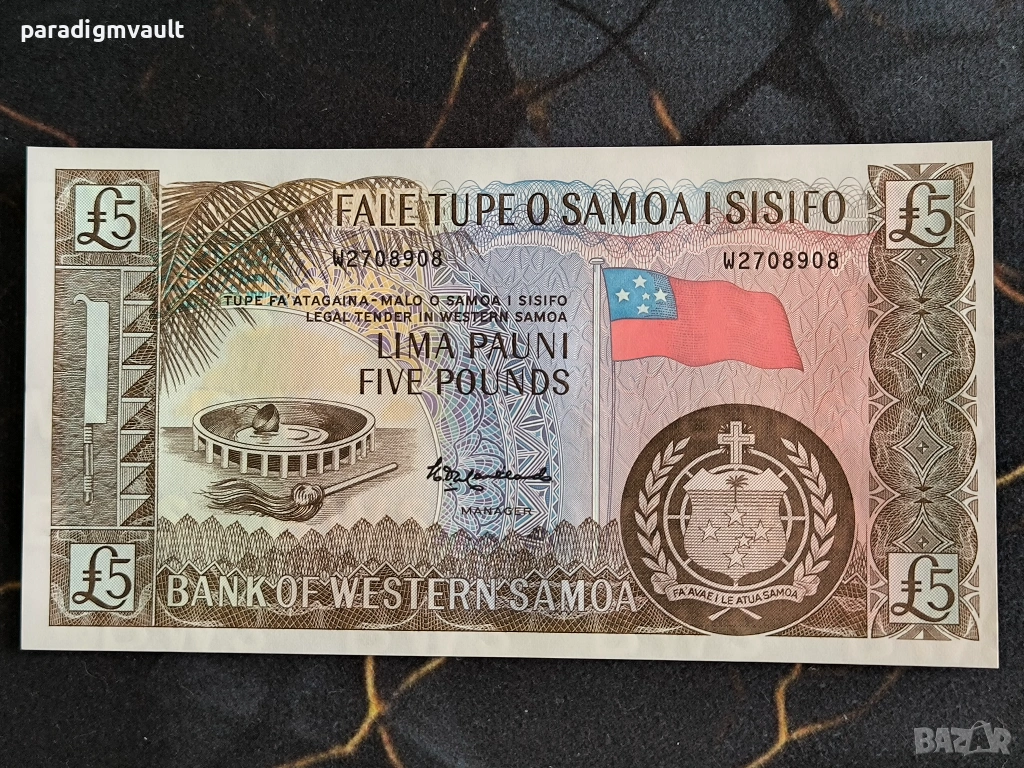 paradigmvault
£5
£5
FALE TUPE O SAMOA I SISIFO
W2708908
W2708908
TUPE FA'ATAGAINA - MALO O SAMOA I SISIFO
LEGAL TENDER IN WESTERN SAMOA
LIMA PAUNI
FIVE POUNDS
MANAGER
FA'AVAE I LE ATUA SAMOA
£5
£5
BANK OF WESTERN SAMOA
BAZAR